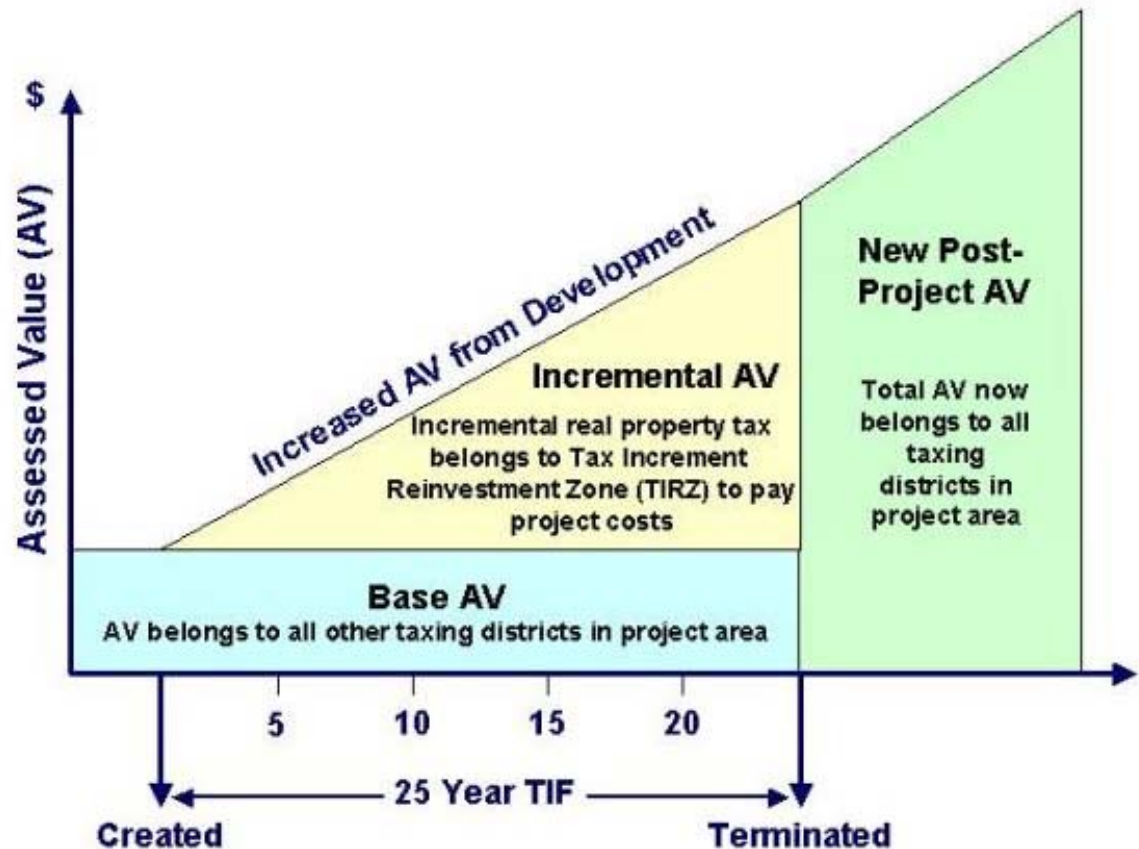 $
Assessed Value (AV)
Increased AV from Development
Incremental AV
Incremental real property tax
belongs to Tax Increment
Reinvestment Zone (TIRZ) to pay
project costs
New Post-
Project AV
Total AV now
belongs to all
taxing
districts in
project area
Base AV
AV belongs to all other taxing districts in project area
5 10 15 20
25 Year TIF
Created Terminated